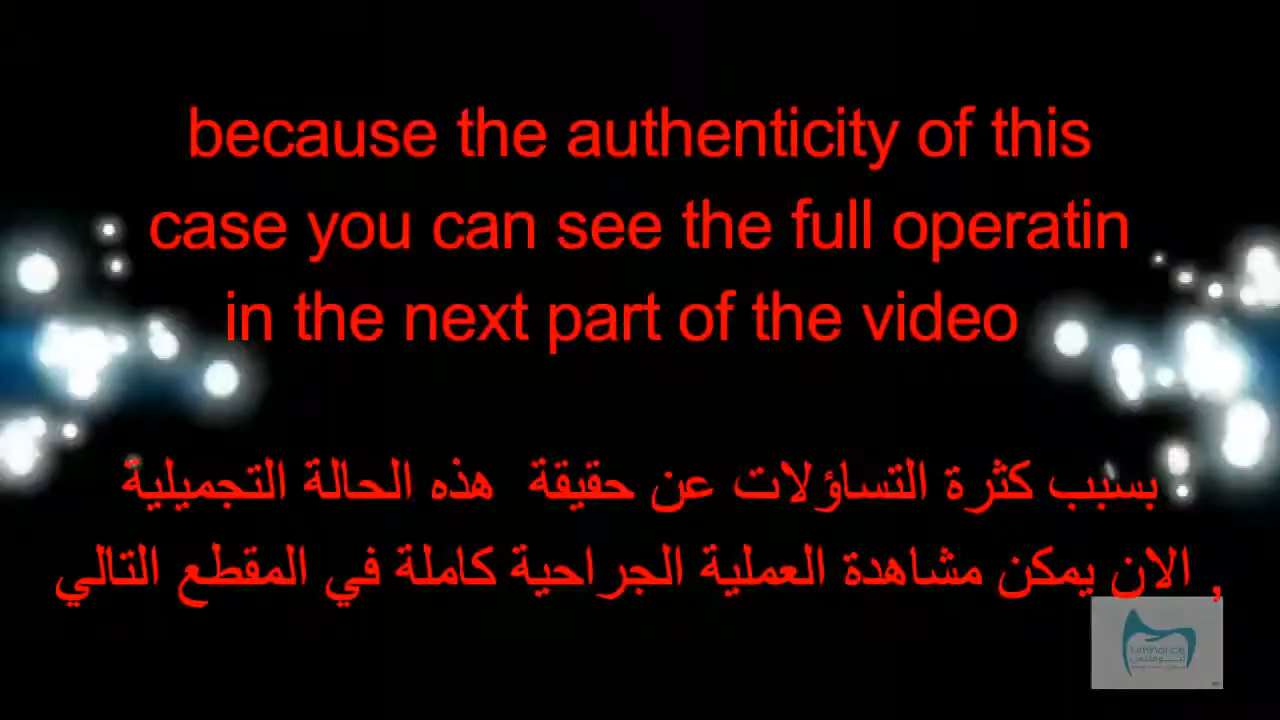 because the authenticity of this
case you can see the full operatin
in the next part of the video
بسبب كثرة التساؤلات عن حقيقة هذه الحالة التجميلية
, الان يمكن مشاهدة العملية الجراحية كاملة في المقطع التالي